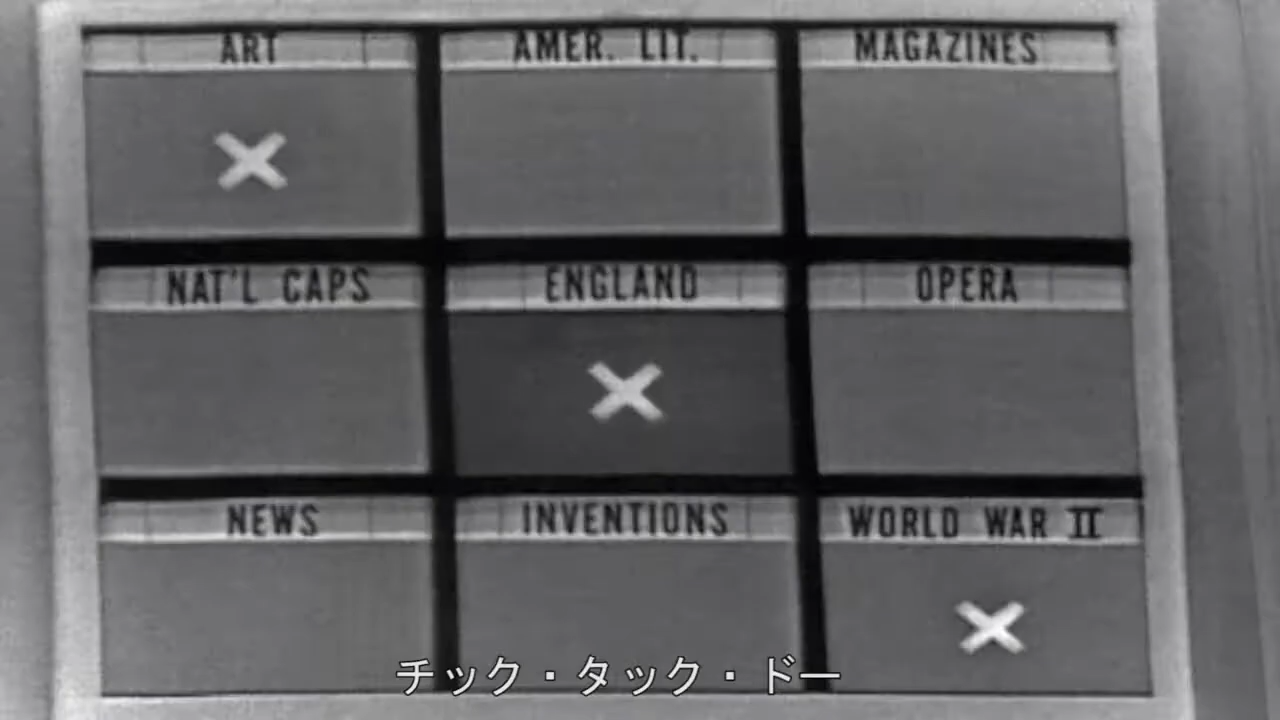 ART
AMER. LIT.
MAGAZINES
NAT'L CAPS
ENGLAND
OPERA
NEWS
INVENTIONS
WORLD WAR II
チック・タック・ドー